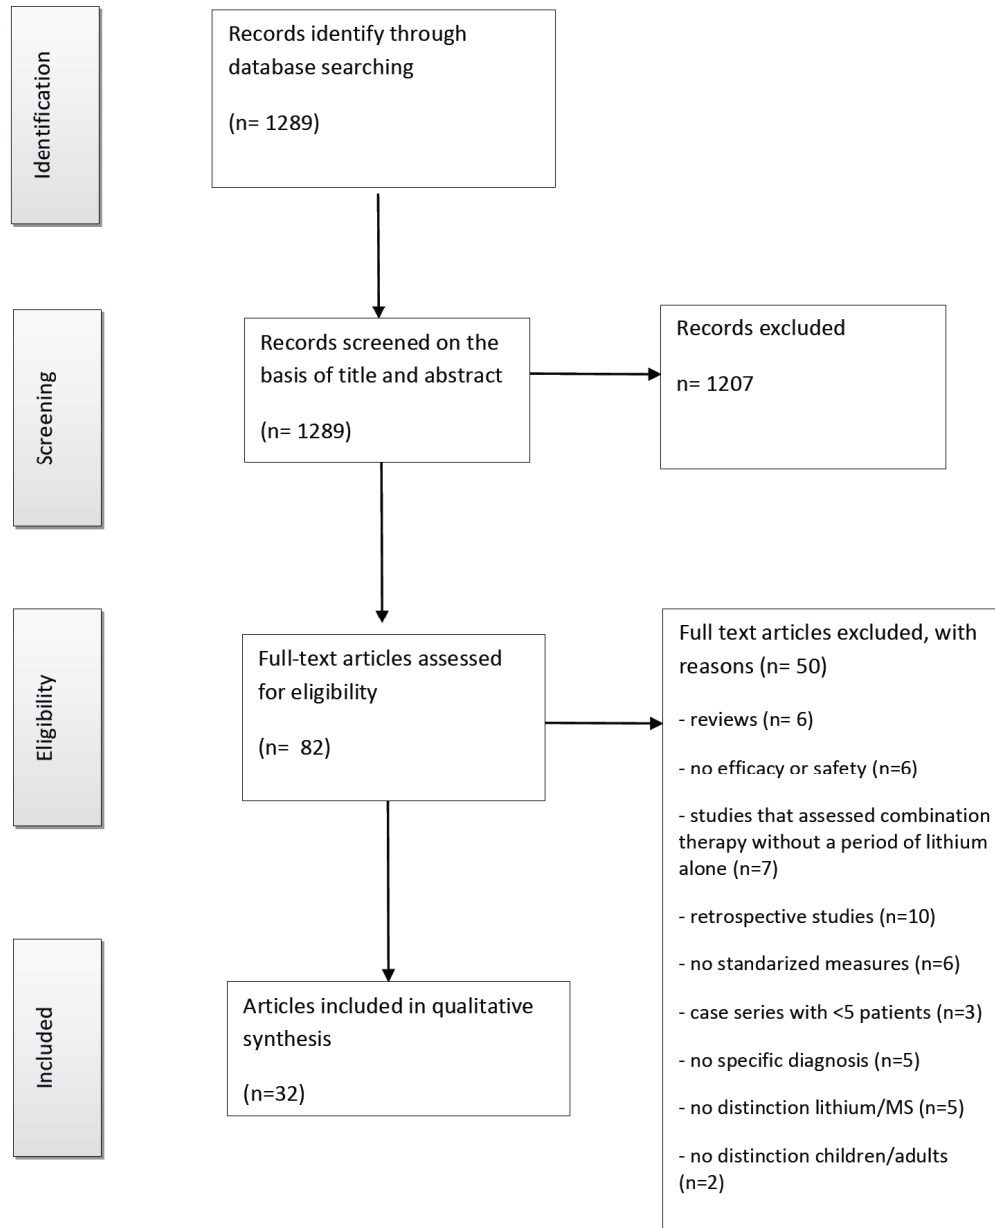 Identification
Records identify through
database searching
(n= 1289)
Screening
Records screened on the
basis of title and abstract
(n= 1289)
Records excluded
n= 1207
Eligibility
Full-text articles assessed
for eligibility
(n=  82)
Full text articles excluded, with
reasons (n= 50)
- reviews (n= 6)
- no efficacy or safety (n=6)
- studies that assessed combination
therapy without a period of lithium
alone (n=7)
- retrospective studies (n=10)
- no standarized measures (n=6)
- case series with <5 patients (n=3)
- no specific diagnosis (n=5)
- no distinction lithium/MS (n=5)
- no distinction children/adults
(n=2)
Included
Articles included in qualitative
synthesis
(n=32)